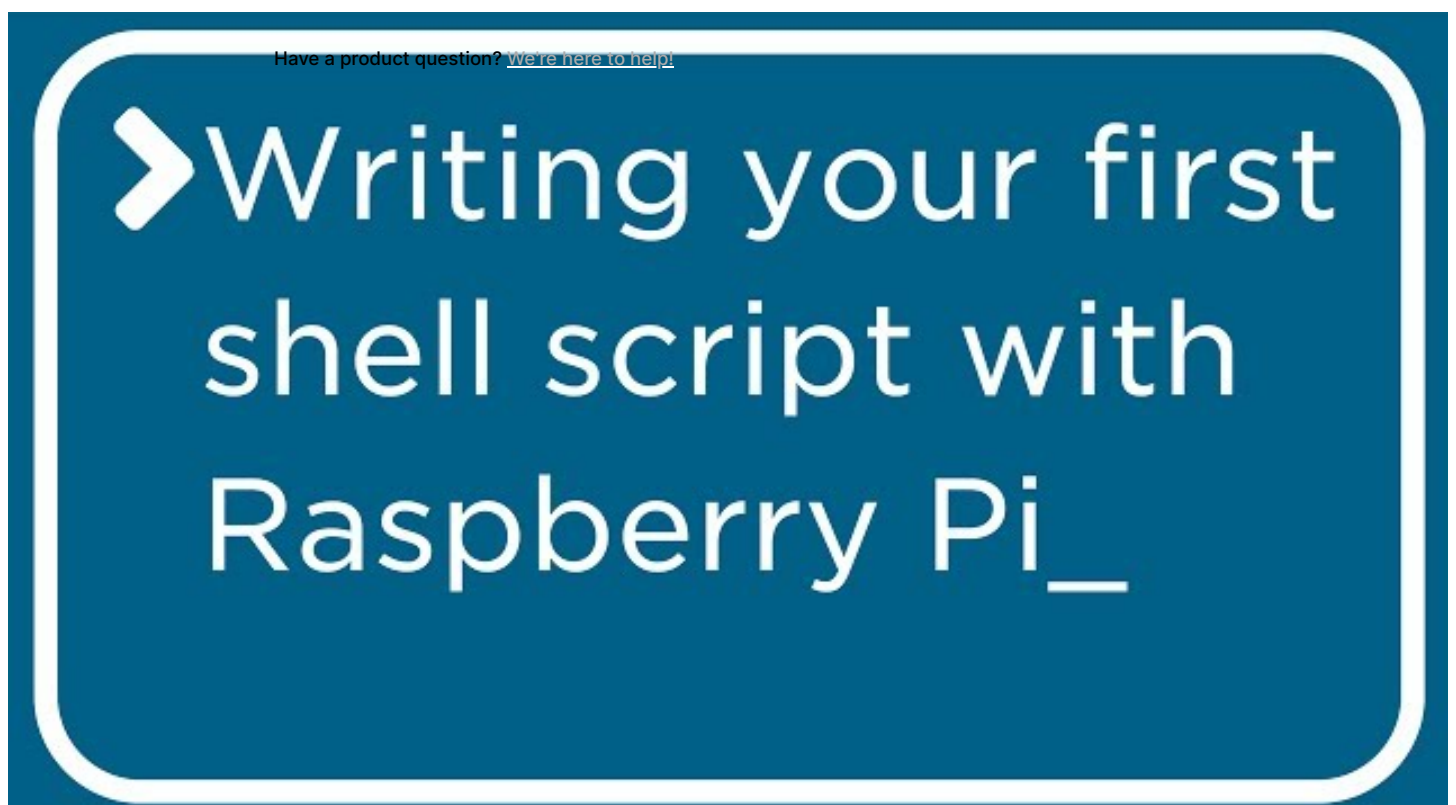 Have a product question? We're here to help!
Writing your first
shell script with
Raspberry Pi_